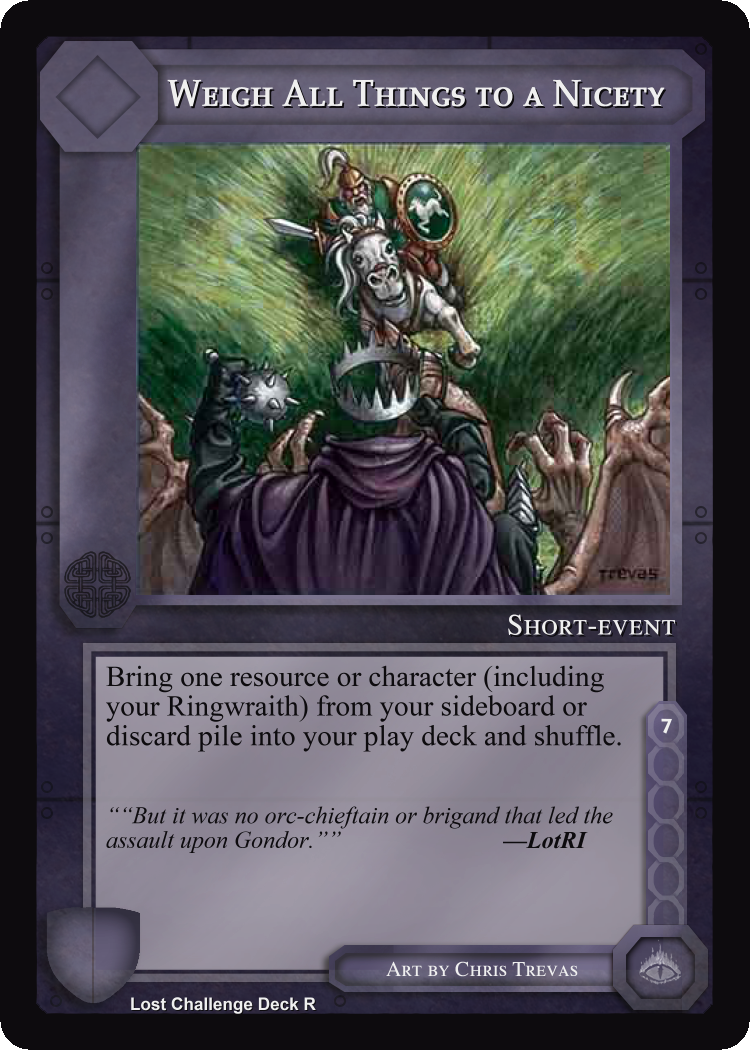 Weigh All Things to a Nicety
Trevas
Short-event
Bring one resource or character (including
your Ringwraith) from your sideboard or
discard pile into your play deck and shuffle.
7
““But it was no orc-chieftain or brigand that led the
assault upon Gondor.”” —LotRI
Art by Chris Trevas
Lost Challenge Deck R